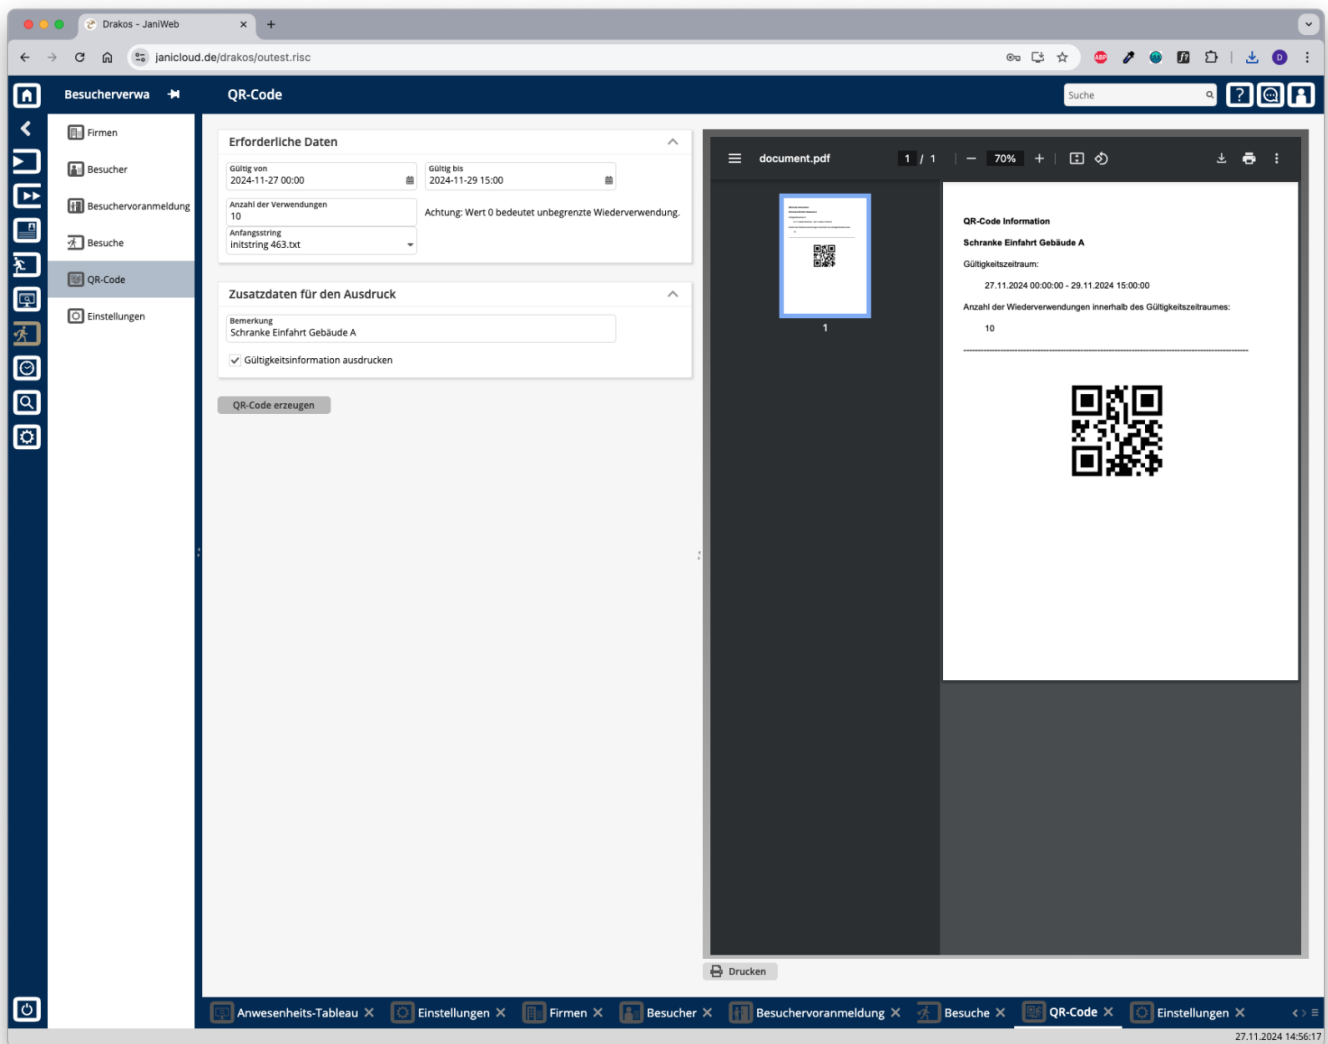 Drakos - JaniWeb
janicloud.de/drakos/outest.risc
ABP
D
Besucherverwa
QR-Code
Suche
?
Firmen
Besucher
Besuchervoranmeldung
Besuche
QR-Code
Einstellungen
Erforderliche Daten
Gültig von
2024-11-27 00:00
Gültig bis
2024-11-29 15:00
Anzahl der Verwendungen
10
Achtung: Wert 0 bedeutet unbegrenzte Wiederverwendung.
Anfangsstring
initstring 463.txt
Zusatzdaten für den Ausdruck
Bemerkung
Schranke Einfahrt Gebäude A
Gültigkeitsinformation ausdrucken
QR-Code erzeugen
document.pdf
1 / 1
70%
1
QR-Code Information
Schranke Einfahrt Gebäude A
Gültigkeitszeitraum:
27.11.2024 00:00:00 - 29.11.2024 15:00:00
Anzahl der Wiederverwendungen innerhalb des Gültigkeitszeitraumes:
10
Drucken
Anwesenheits-Tableau
Einstellungen
Firmen
Besucher
Besuchervoranmeldung
Besuche
QR-Code
Einstellungen
27.11.2024 14:56:17